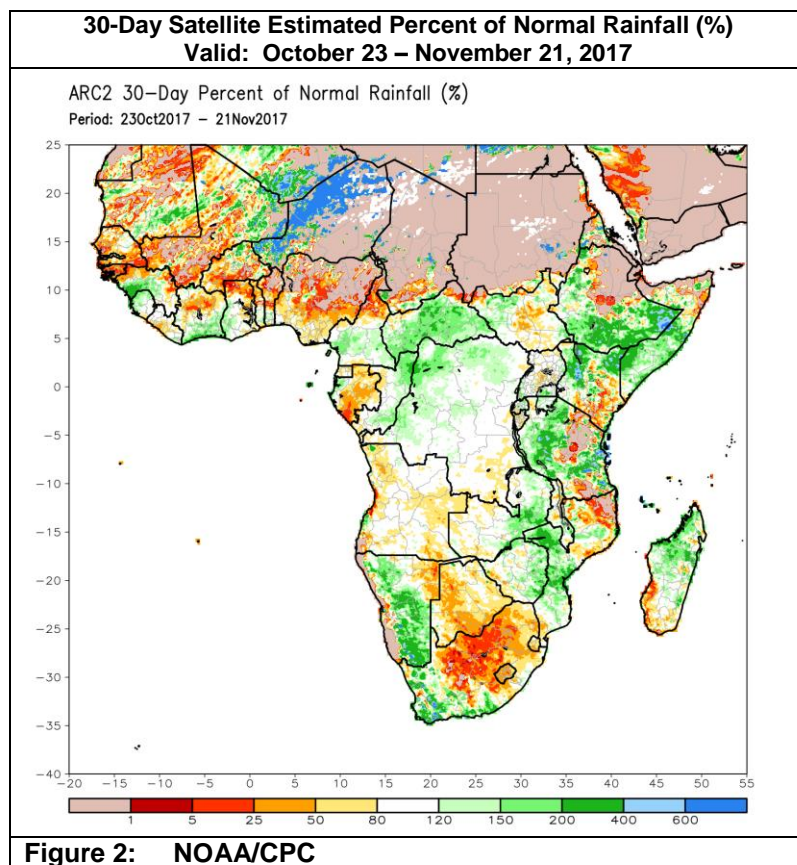 30-Day Satellite Estimated Percent of Normal Rainfall (%)
Valid: October 23 – November 21, 2017
ARC2 30-Day Percent of Normal Rainfall (%)
Period: 23Oct2017 – 21Nov2017
25
20
15
10
5
0
-5
-10
-15
-20
-25
-30
-35
-40
-20 -15 -10 -5 0 5 10 15 20 25 30 35 40 45 50 55
1 5 25 50 80 120 150 200 400 600
Figure 2: NOAA/CPC